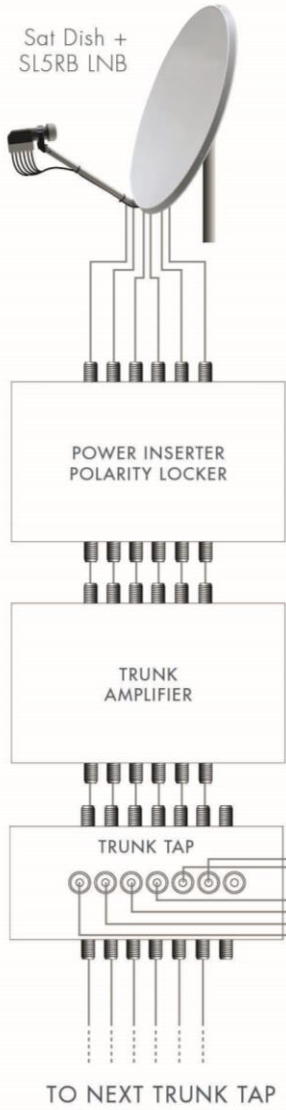 Sat Dish +
SL5RB LNB
POWER INSERTER
POLARITY LOCKER
TRUNK
AMPLIFIER
TRUNK TAP
TO NEXT TRUNK TAP